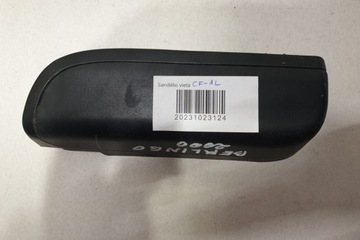 Sandėlio vieta CF-1L
20231023124
BERLINGO
2000